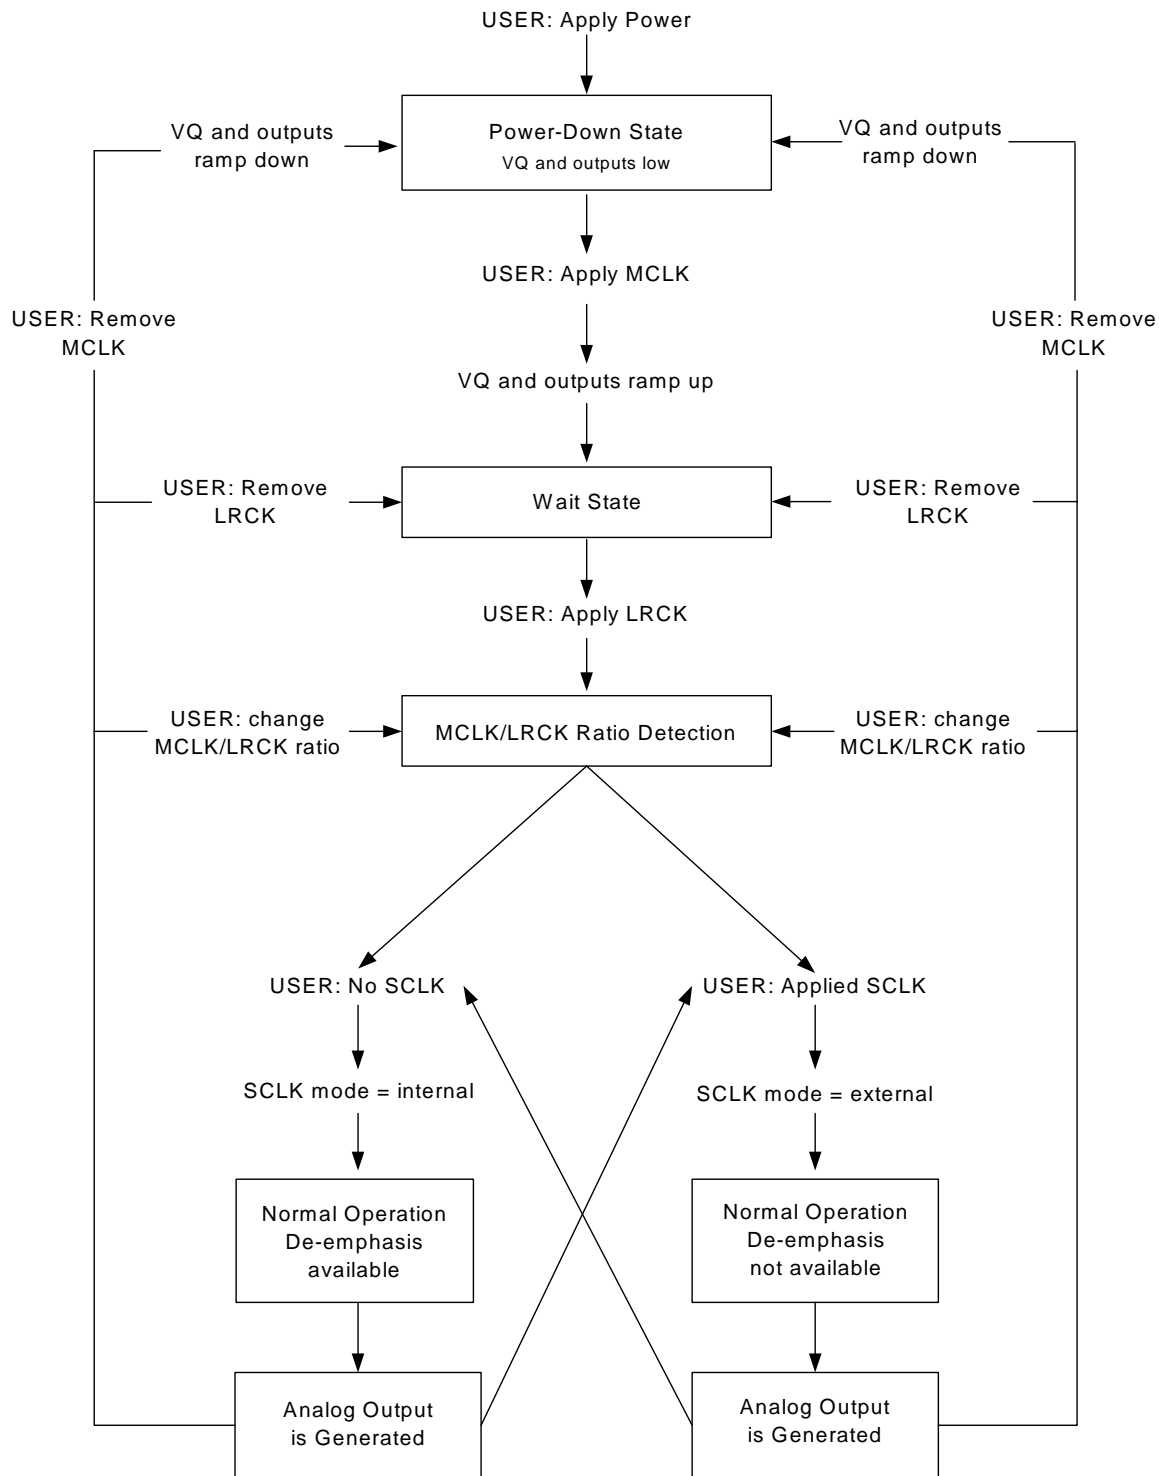 USER: Apply Power
VQ and outputs
ramp down
Power-Down State
VQ and outputs low
VQ and outputs
ramp down
USER: Apply MCLK
USER: Remove
MCLK
USER: Remove
MCLK
VQ and outputs ramp up
USER: Remove
LRCK
Wait State
USER: Remove
LRCK
USER: Apply LRCK
USER: change
MCLK/LRCK ratio
MCLK/LRCK Ratio Detection
USER: change
MCLK/LRCK ratio
USER: No SCLK
USER: Applied SCLK
SCLK mode = internal
SCLK mode = external
Normal Operation
De-emphasis
available
Normal Operation
De-emphasis
not available
Analog Output
is Generated
Analog Output
is Generated